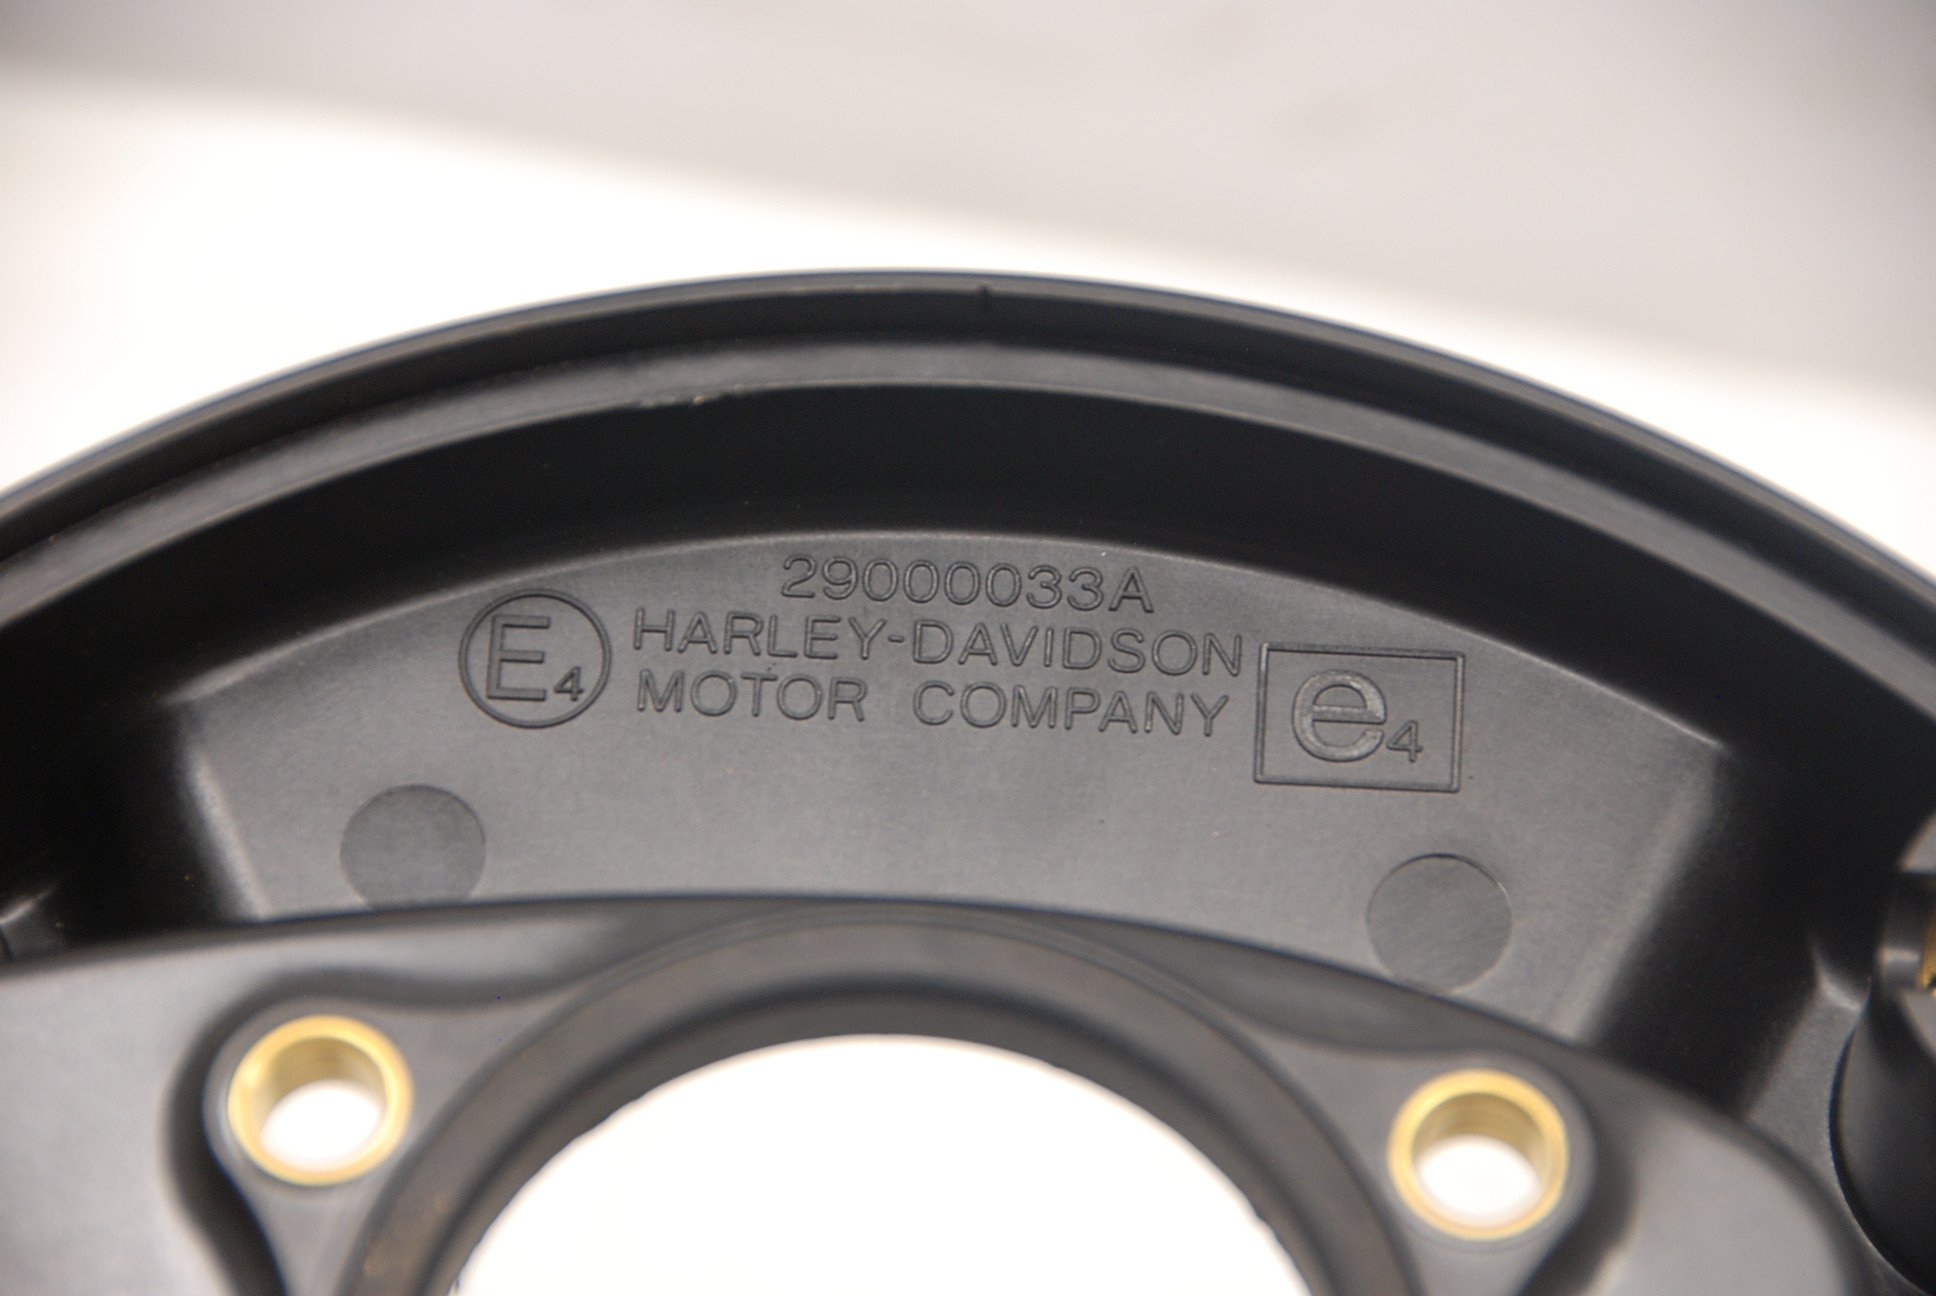 29000033A
E4 HARLEY-DAVIDSON e4
MOTOR COMPANY